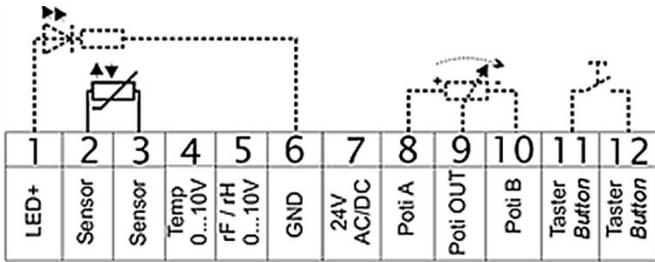 + -
1 2 3 4 5 6 7 8 9 10 11 12
LED+
Sensor
Sensor
Temp
0...10V
rF / rH
0...10V
GND
24V
AC/DC
Poti A
Poti OUT
Poti B
Taster
Button
Taster
Button